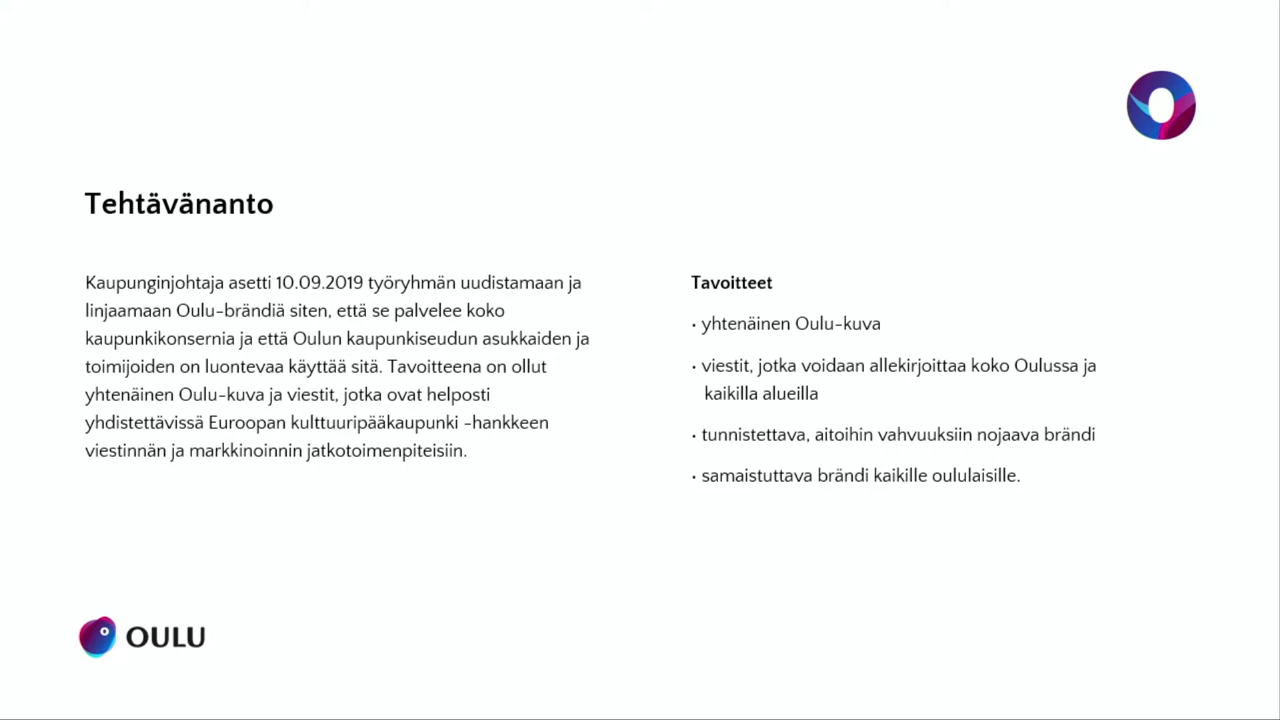 Tehtävänanto
Kaupunginjohtaja asetti 10.09.2019 työryhmän uudistamaan ja
linjaamaan Oulu-brändiä siten, että se palvelee koko
kaupunkikonsernia ja että Oulun kaupunkiseudun asukkaiden ja
toimijoiden on luontevaa käyttää sitä. Tavoitteena on ollut
yhtenäinen Oulu-kuva ja viestit, jotka ovat helposti
yhdistettävissä Euroopan kulttuuripääkaupunki -hankkeen
viestinnän ja markkinoinnin jatkotoimenpiteisiin.
Tavoitteet
• yhtenäinen Oulu-kuva
• viestit, jotka voidaan allekirjoittaa koko Oulussa ja
kaikilla alueilla
• tunnistettava, aitoihin vahvuuksiin nojaava brändi
• samaistuttava brändi kaikille oululaisille.
OULU